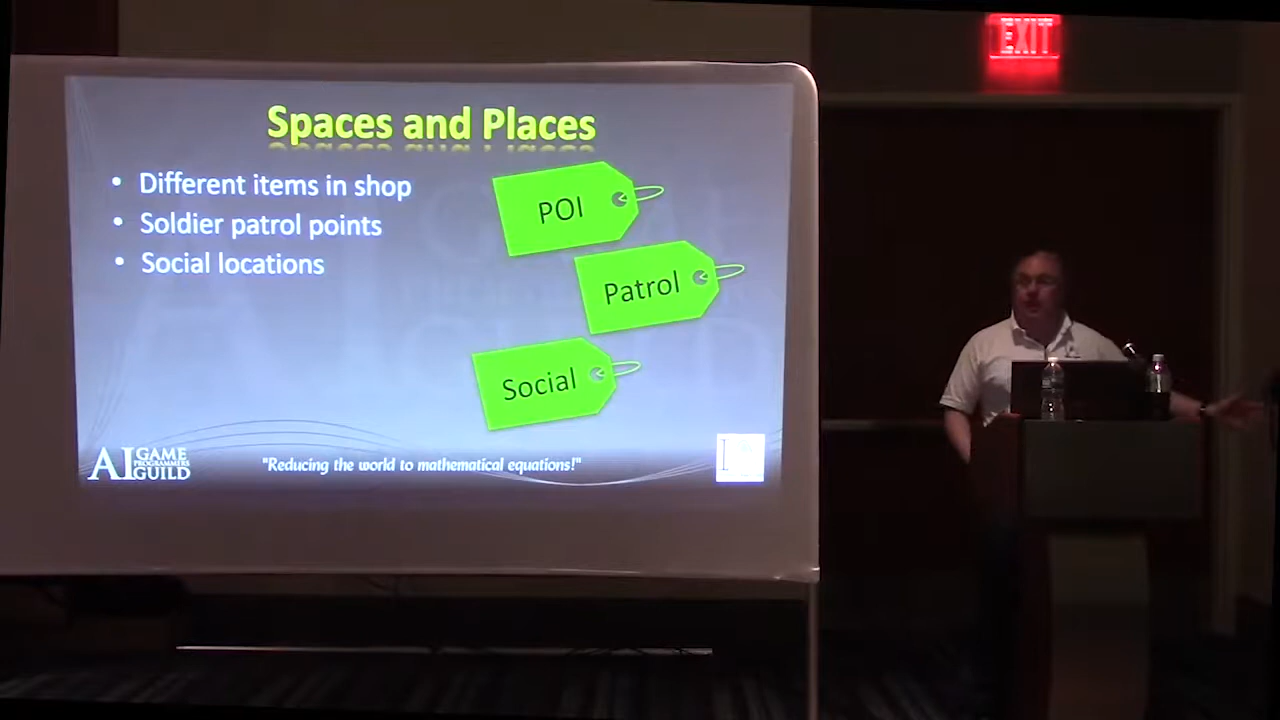 EXIT
Spaces and Places
• Different items in shop
• Soldier patrol points
• Social locations
POI
Patrol
Social
AI GAME
PROGRAMMERS
GUILD
"Reducing the world to mathematical equations!"